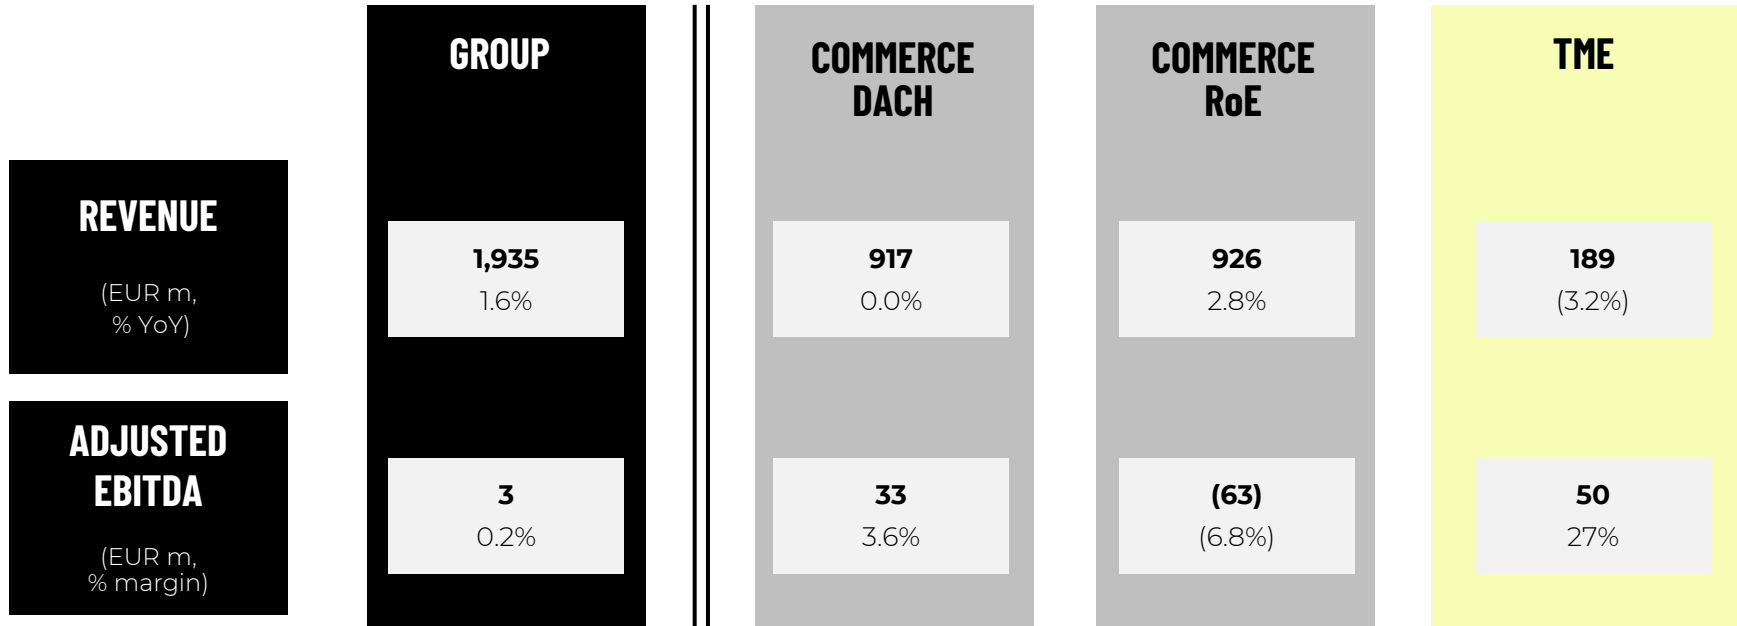 GROUP
COMMERCE
DACH
COMMERCE
RoE
TME
REVENUE
(EUR m,
% YoY)
1,935
1.6%
917
0.0%
926
2.8%
189
(3.2%)
ADJUSTED
EBITDA
(EUR m,
% margin)
3
0.2%
33
3.6%
(63)
(6.8%)
50
27%